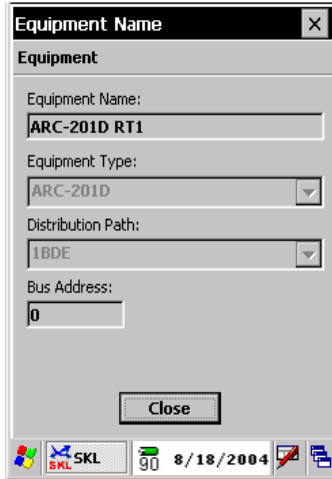 Equipment Name
Equipment
Equipment Name:
ARC-201D RT1
Equipment Type:
ARC-201D
Distribution Path:
1BDE
Bus Address:
0
Close
SKL SKL 90 8/18/2004